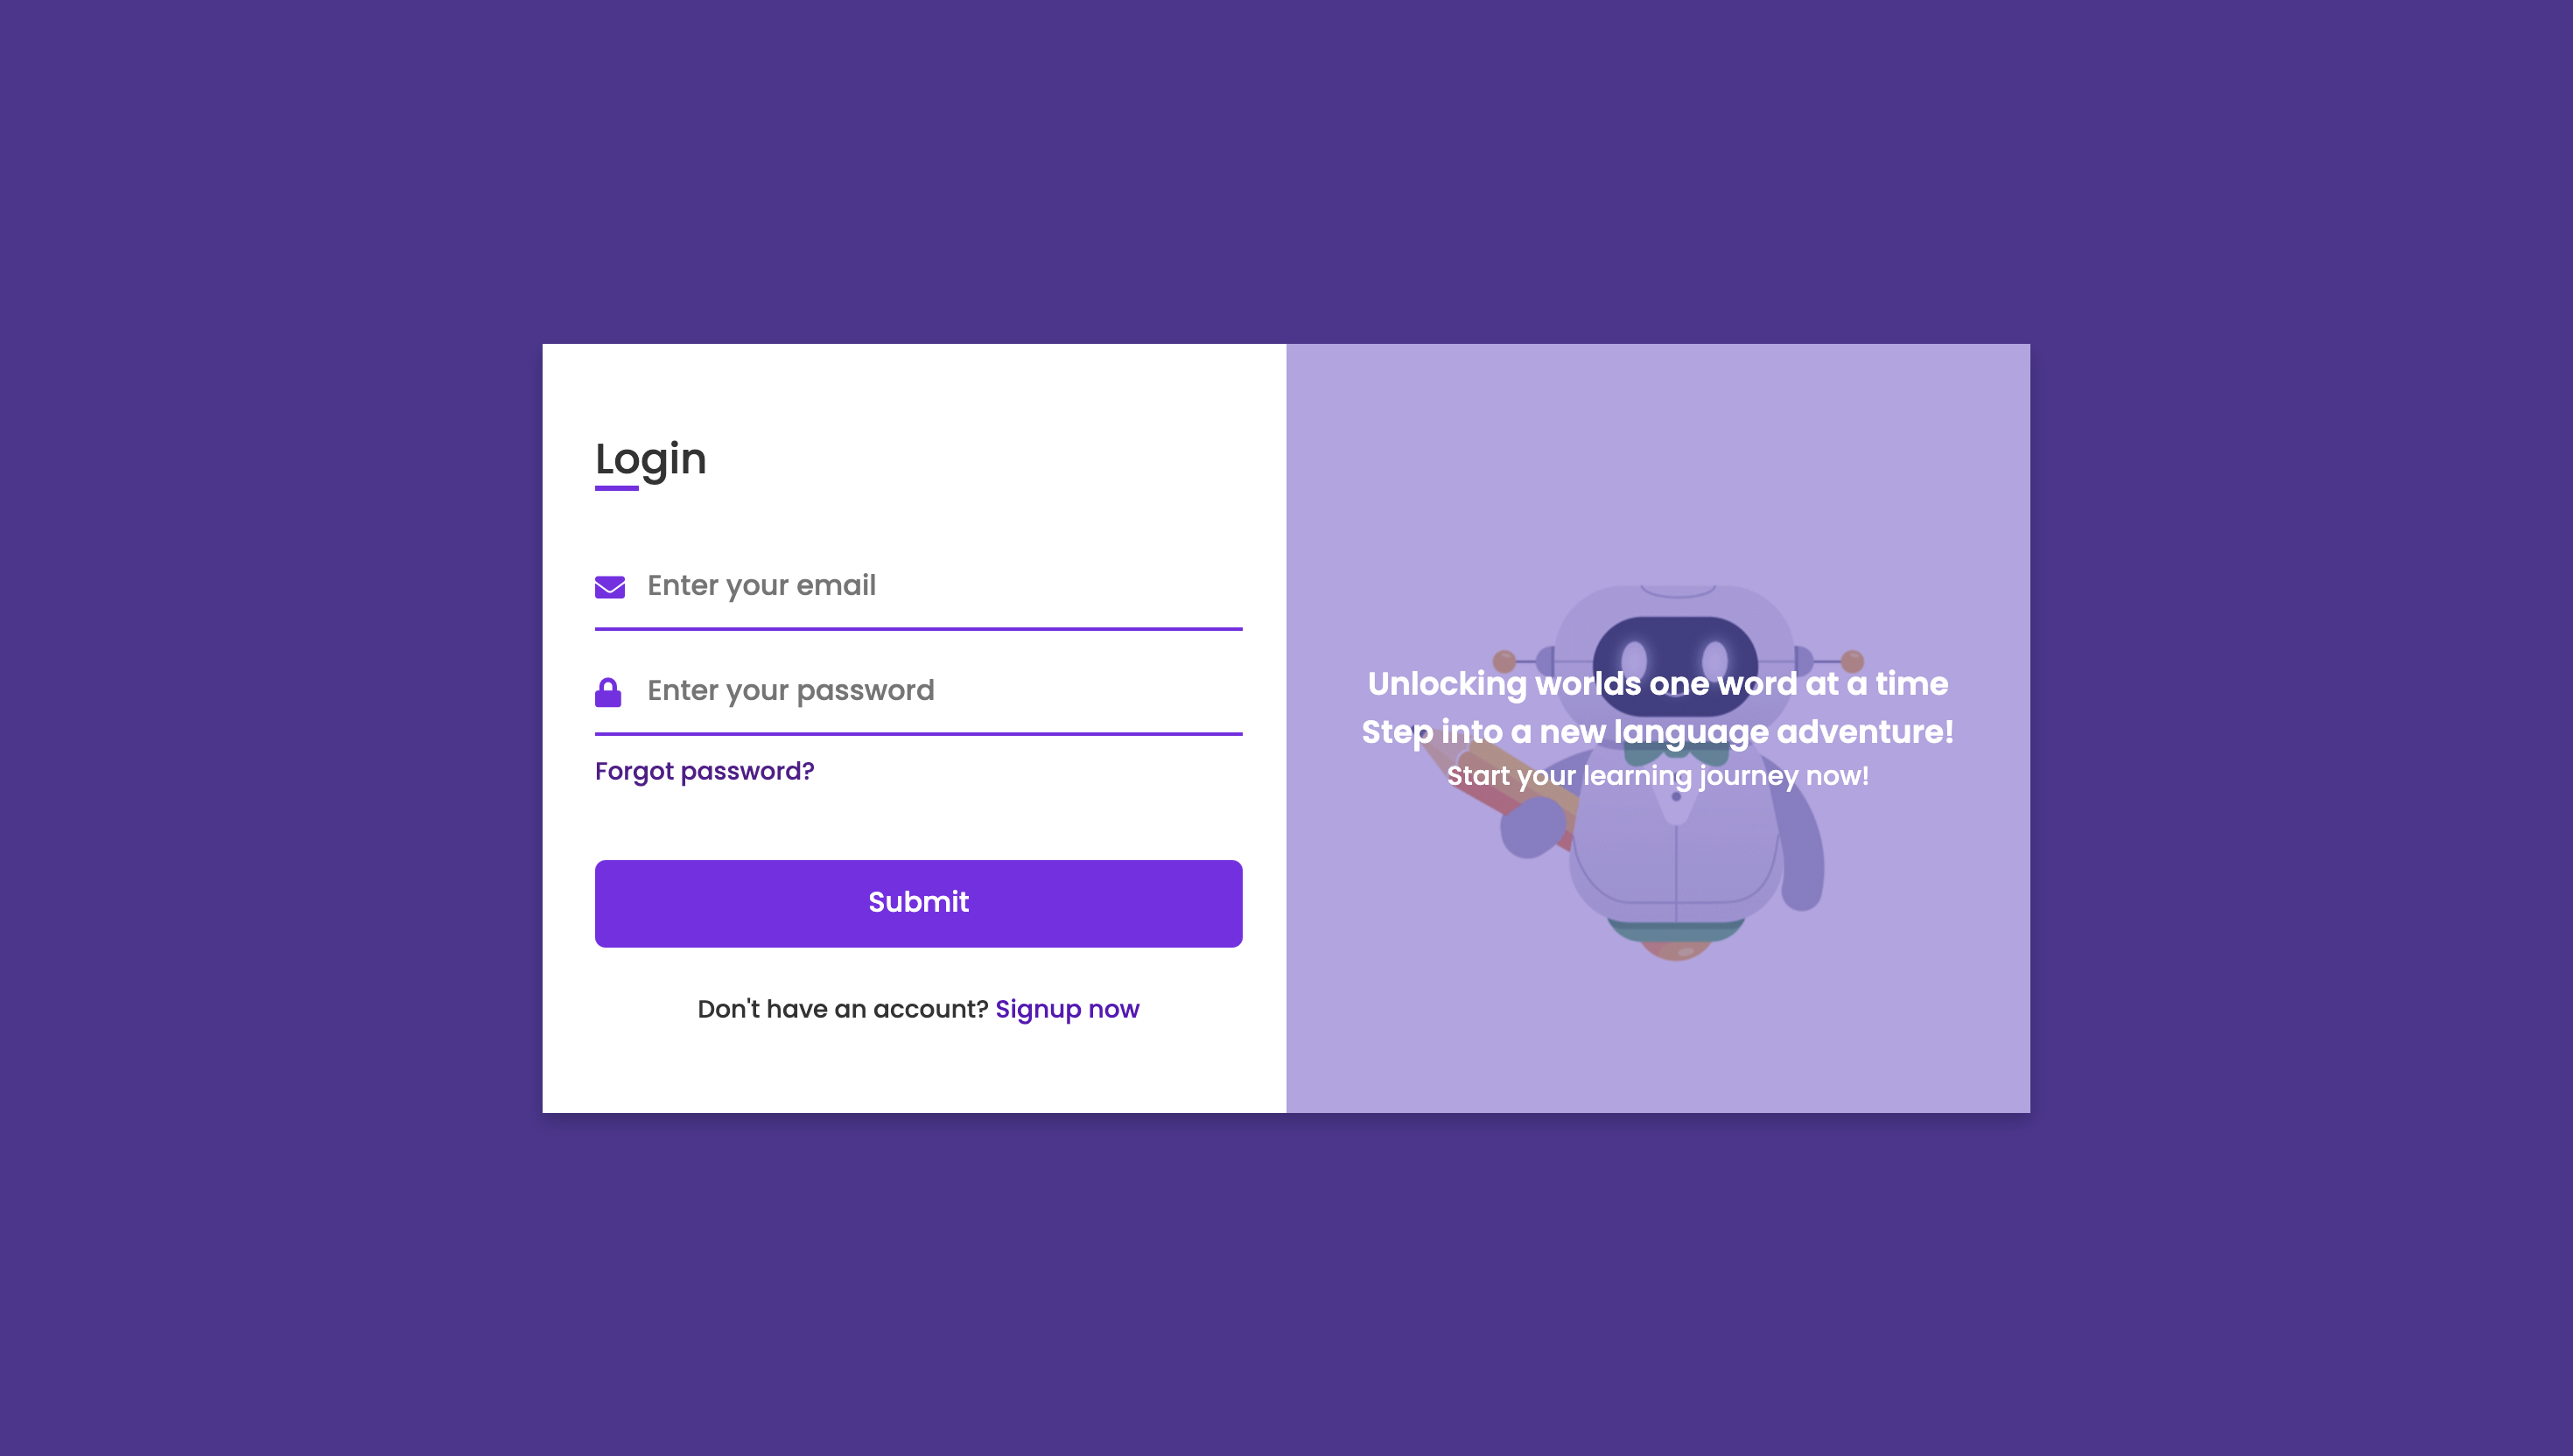 Login
Enter your email
Enter your password
Forgot password?
Submit
Don't have an account? Signup now
Unlocking worlds one word at a time
Step into a new language adventure!
Start your learning journey now!